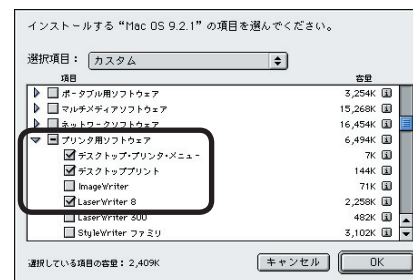 インストールする“Mac OS 9.2.1”の項目を選んでください。
選択項目： カスタム
項目 容量
ポータブル用ソフトウェア 3,254K
マルチメディアソフトウェア 15,268K
ネットワークソフトウェア 16,454K
プリンタ用ソフトウェア 6,494K
デスクトップ・プリンタ・メニュー 7K
デスクトッププリント 144K
ImageWriter 71K
LaserWriter 8 2,258K
LaserWriter 300 482K
StyleWriter ファミリ 3,102K
選択している項目の容量： 2,409K キャンセル OK